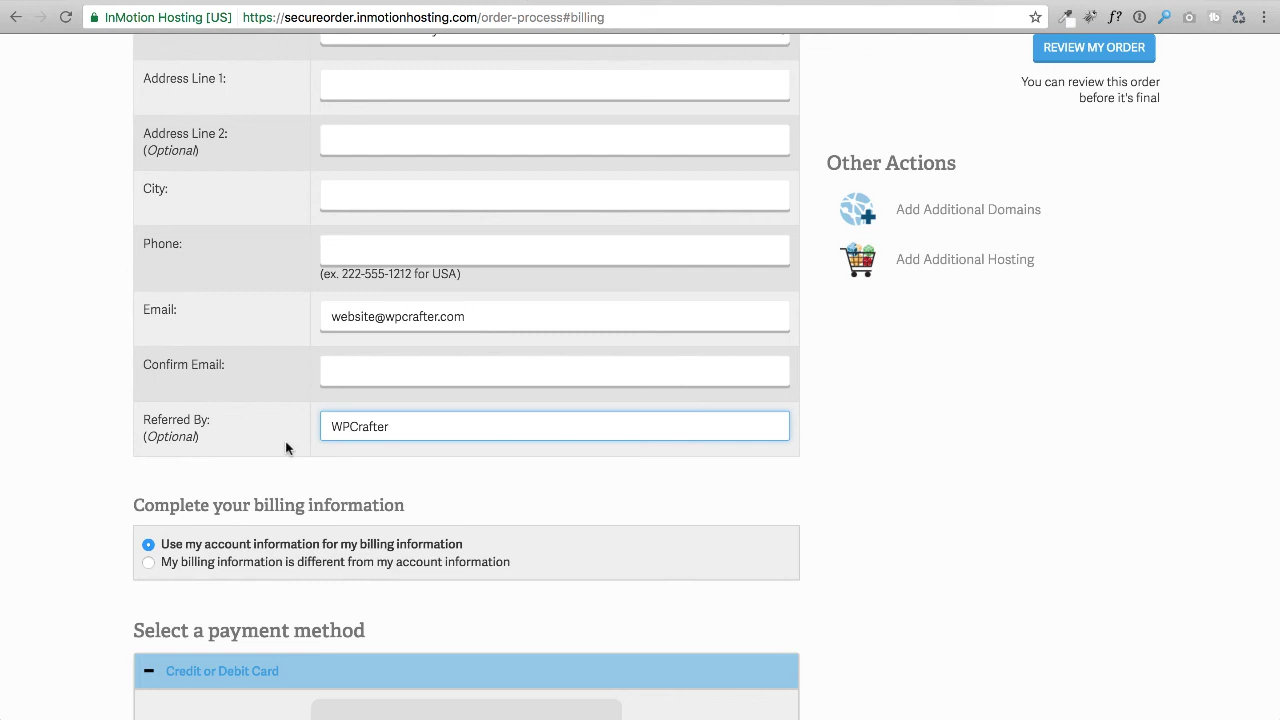 InMotion Hosting [US]
https://secureorder.inmotionhosting.com/order-process#billing
REVIEW MY ORDER
You can review this order
before it's final
Address Line 1:
Address Line 2:
(Optional)
City:
Phone:
(ex. 222-555-1212 for USA)
Email:
website@wpcrafter.com
Confirm Email:
Referred By:
(Optional)
WPCrafter
Other Actions
Add Additional Domains
Add Additional Hosting
Complete your billing information
Use my account information for my billing information
My billing information is different from my account information
Select a payment method
Credit or Debit Card